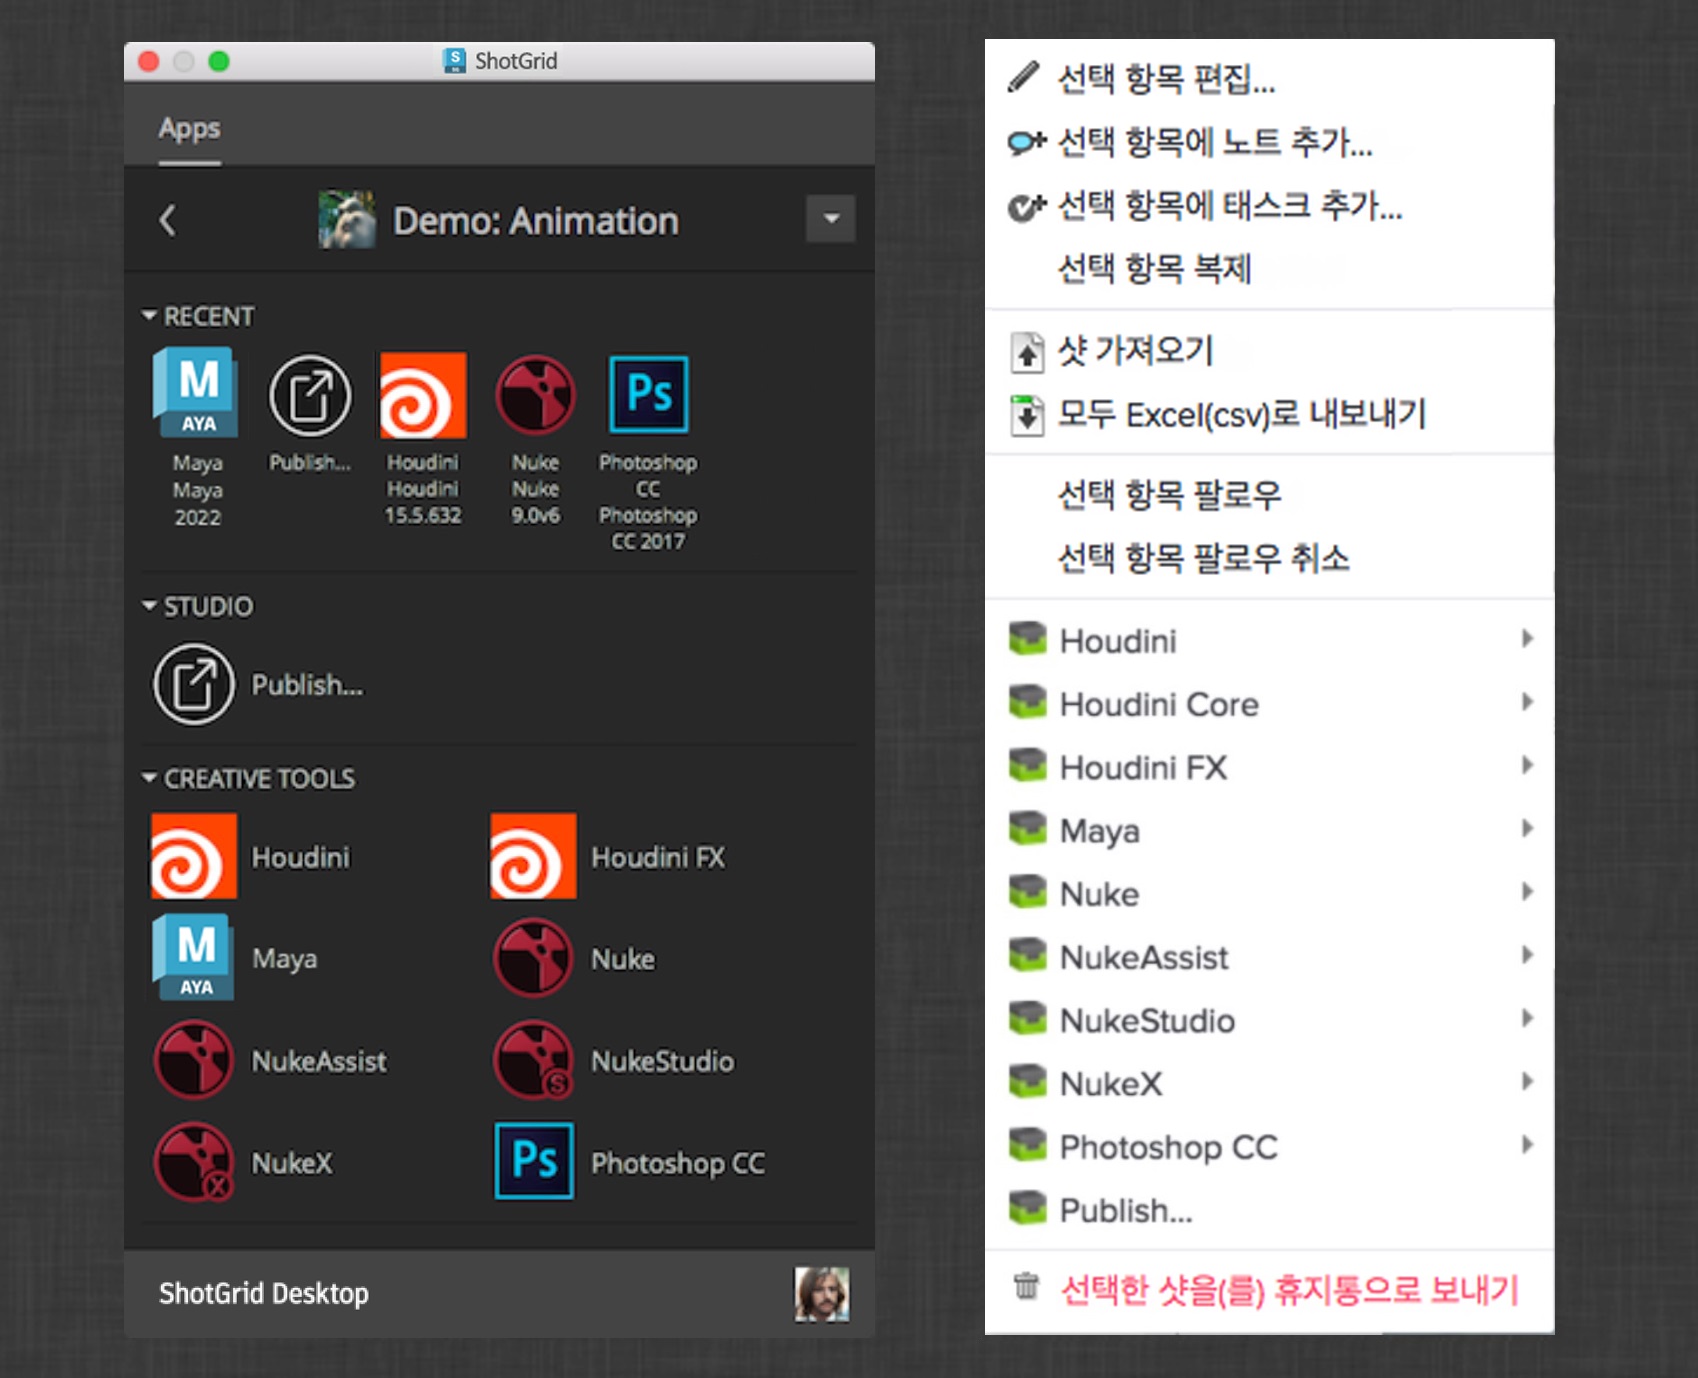 ShotGrid
Apps
Demo: Animation
RECENT
M
AYA
Ps
Maya
Maya
2022
Publish...
Houdini
Houdini
15.5.632
Nuke
Nuke
9.0v6
Photoshop
CC
Photoshop
CC 2017
STUDIO
Publish...
CREATIVE TOOLS
Houdini
Houdini FX
M
AYA
Maya
Nuke
NukeAssist
S
NukeStudio
X
NukeX
Ps
Photoshop CC
ShotGrid Desktop
선택 항목 편집...
선택 항목에 노트 추가...
선택 항목에 태스크 추가...
선택 항목 복제
샷 가져오기
모두 Excel(csv)로 내보내기
선택 항목 팔로우
선택 항목 팔로우 취소
Houdini
Houdini Core
Houdini FX
Maya
Nuke
NukeAssist
NukeStudio
NukeX
Photoshop CC
Publish...
선택한 샷을(를) 휴지통으로 보내기